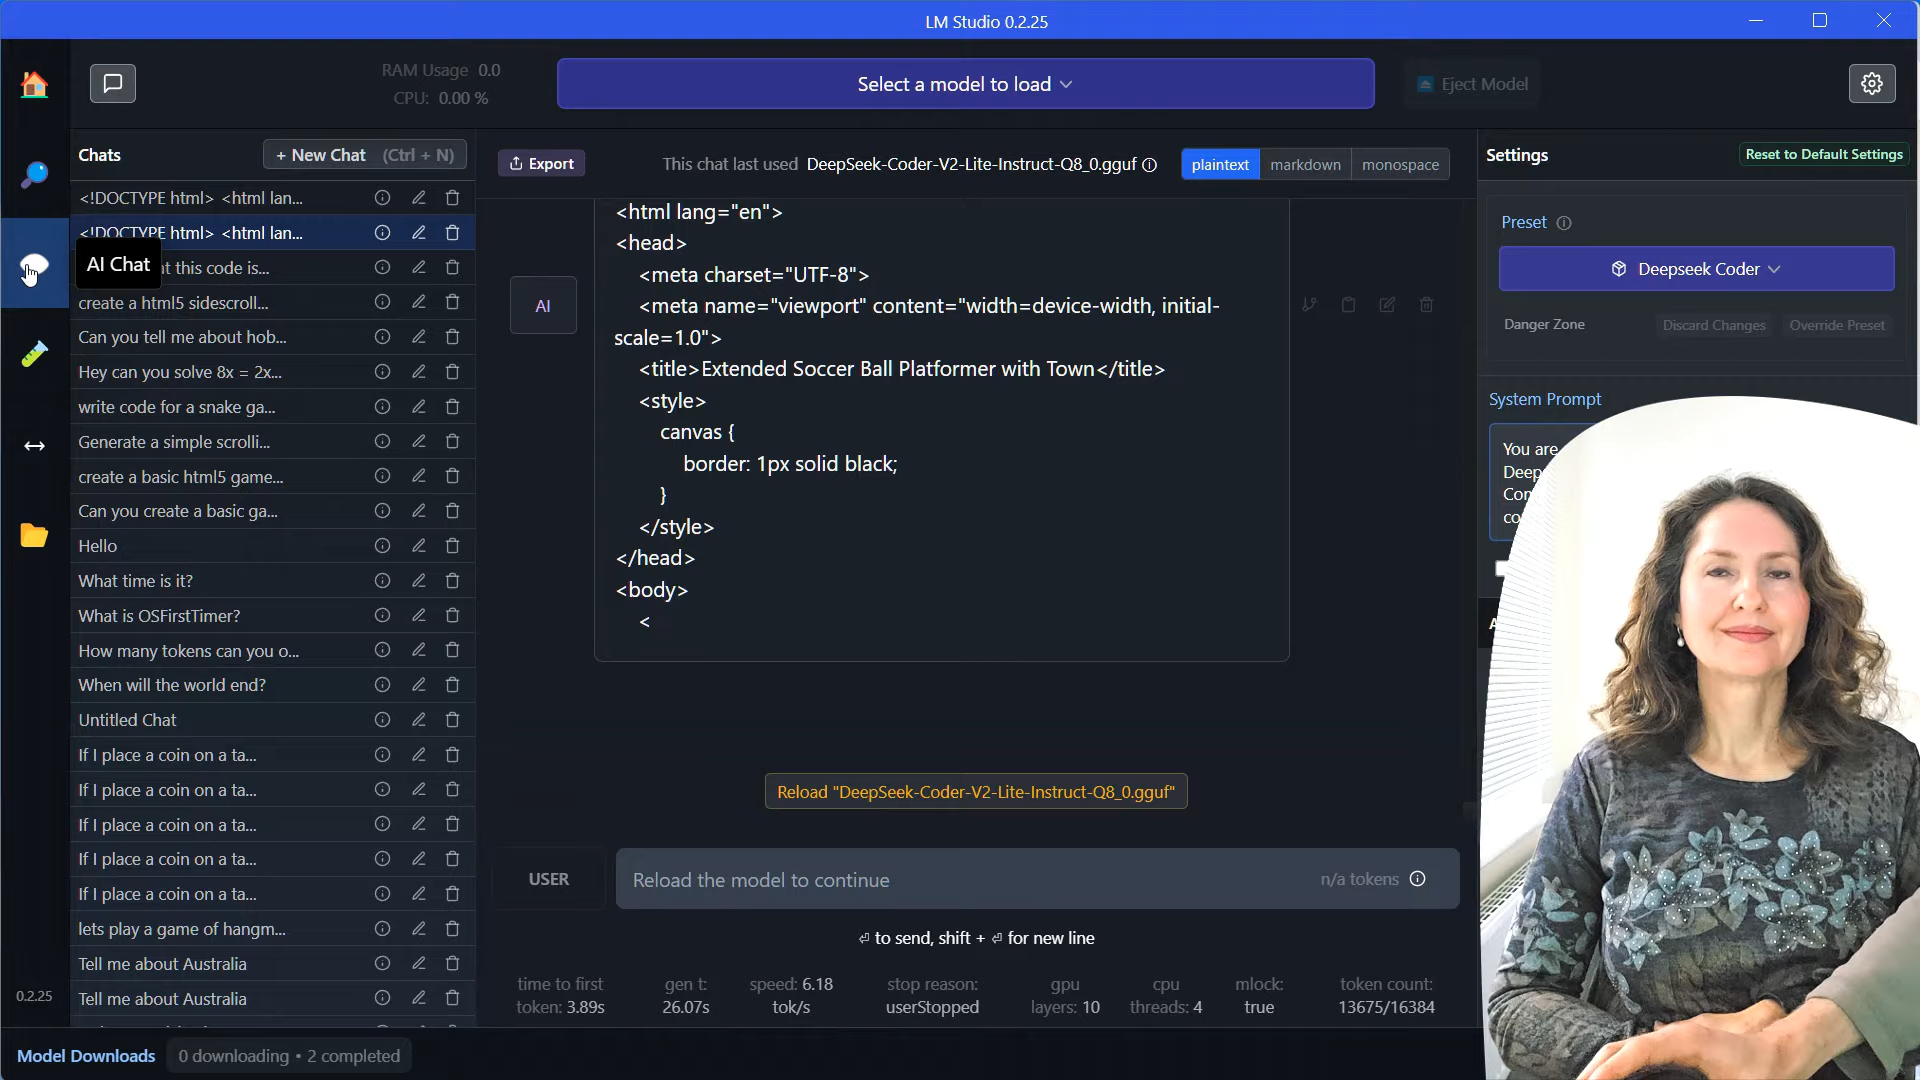 LM Studio 0.2.25
RAM Usage 0.0
CPU: 0.00 %
Select a model to load
Eject Model
Chats
+ New Chat (Ctrl + N)
Export
This chat last used DeepSeek-Coder-V2-Lite-Instruct-Q8_0.gguf
plaintext
markdown
monospace
Settings
Reset to Default Settings
<!DOCTYPE html> <html lan...
<!DOCTYPE html> <html lan...
AI Chat
t this code is...
create a html5 sidescroll...
Can you tell me about hob...
Hey can you solve 8x = 2x...
write code for a snake ga...
Generate a simple scrolli...
create a basic html5 game...
Can you create a basic ga...
Hello
What time is it?
What is OSFirstTimer?
How many tokens can you o...
When will the world end?
Untitled Chat
If I place a coin on a ta...
If I place a coin on a ta...
If I place a coin on a ta...
If I place a coin on a ta...
If I place a coin on a ta...
lets play a game of hangm...
Tell me about Australia
Tell me about Australia
0.2.25
AI
<html lang="en">
<head>
<meta charset="UTF-8">
<meta name="viewport" content="width=device-width, initial-
scale=1.0">
<title>Extended Soccer Ball Platformer with Town</title>
<style>
canvas {
border: 1px solid black;
}
</style>
</head>
<body>
<
Reload "DeepSeek-Coder-V2-Lite-Instruct-Q8_0.gguf"
USER
Reload the model to continue
n/a tokens
⏎ to send, shift + ⏎ for new line
time to first
token: 3.89s
gen t:
26.07s
speed: 6.18
tok/s
stop reason:
userStopped
gpu
layers: 10
cpu
threads: 4
mlock:
true
token count:
13675/16384
Preset
Deepseek Coder
Danger Zone
Discard Changes
Override Preset
System Prompt
You are
Model Downloads
0 downloading • 2 completed